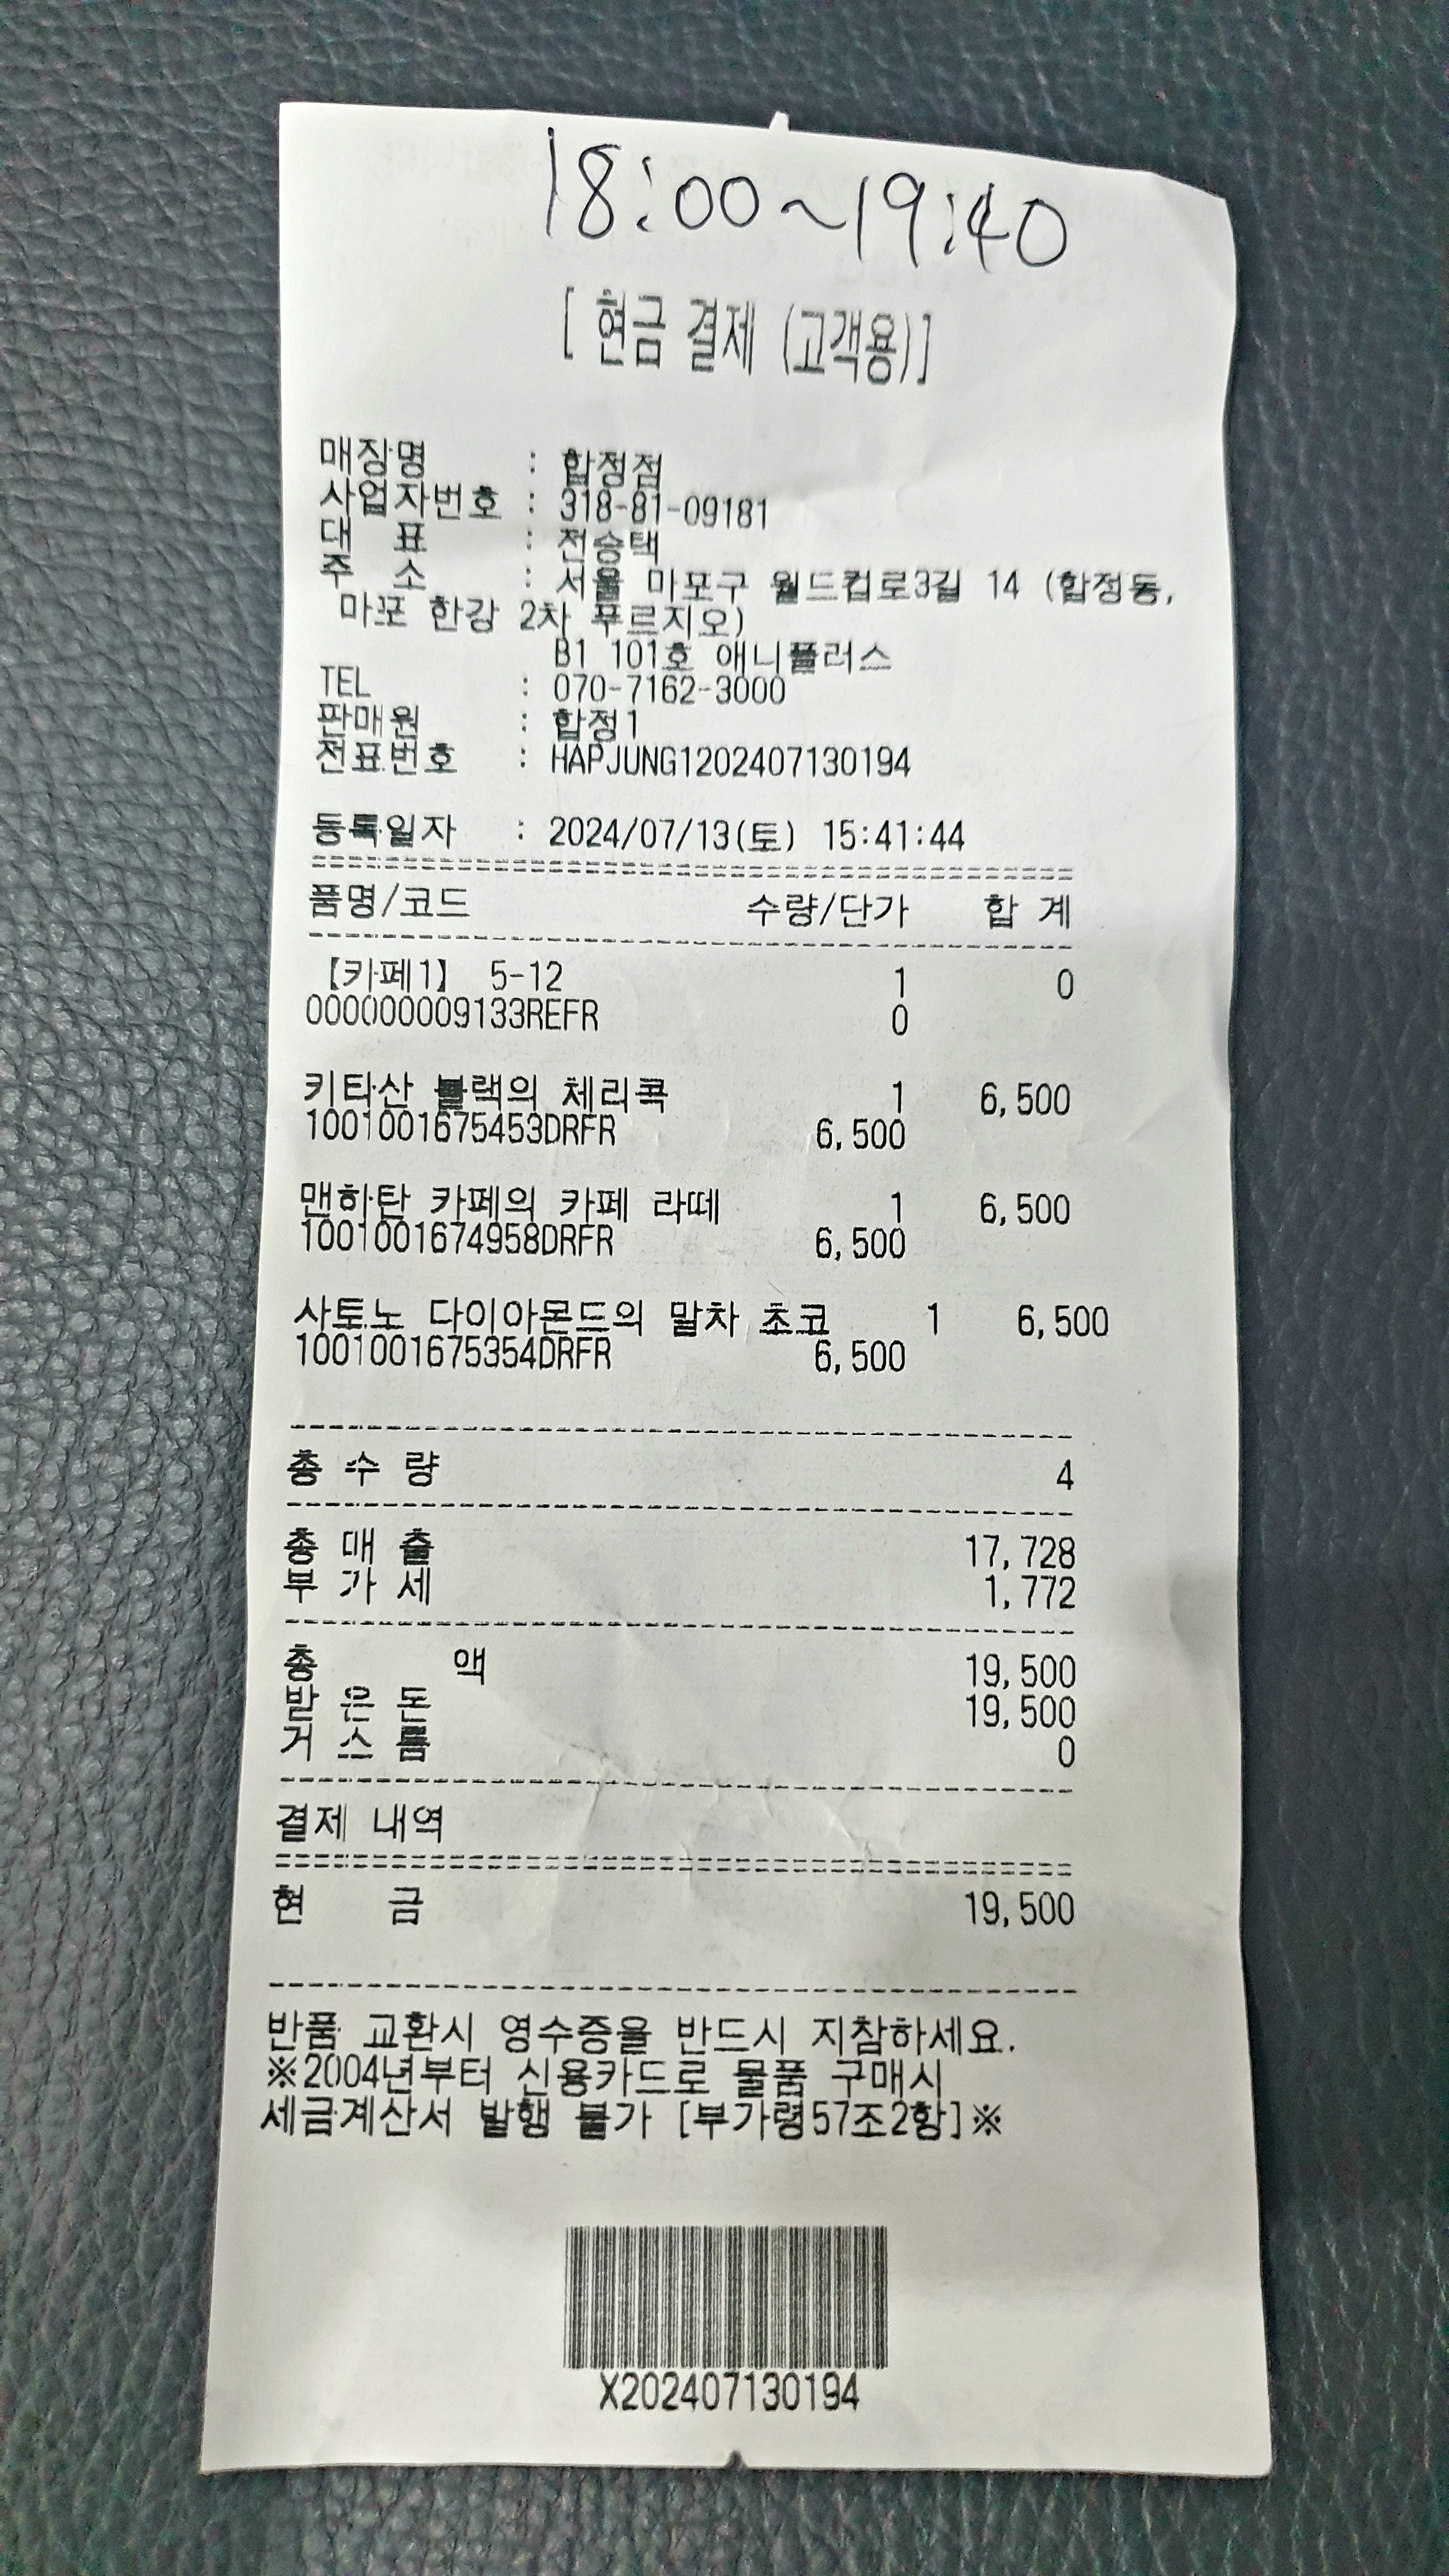 18:00~19:40
[ 현금 결제 (고객용)]
매장명 : 합정점
사업자번호 : 318-81-09181
대 표 : 전승택
주 소 : 서울 마포구 월드컵로3길 14 (합정동,
마포 한강 2차 푸르지오)
B1 101호 애니플러스
TEL : 070-7162-3000
판매원 : 합정1
전표번호 : HAPJUNG1202407130194
등록일자 : 2024/07/13(토) 15:41:44
품명/코드 수량/단가 합 계
【카페1】 5-12 1 0
000000009133REFR 0
키타산 블랙의 체리콕 1 6,500
1001001675453DRFR 6,500
맨하탄 카페의 카페 라떼 1 6,500
1001001674958DRFR 6,500
사토노 다이아몬드의 말차 초코 1 6,500
1001001675354DRFR 6,500
총 수 량 4
총 매 출 17,728
부 가 세 1,772
총 액 19,500
받 은 돈 19,500
거 스 름 0
결제 내역
현 금 19,500
반품 교환시 영수증을 반드시 지참하세요.
※2004년부터 신용카드로 물품 구매시
세금계산서 발행 불가 [부가령57조2항]※
X202407130194